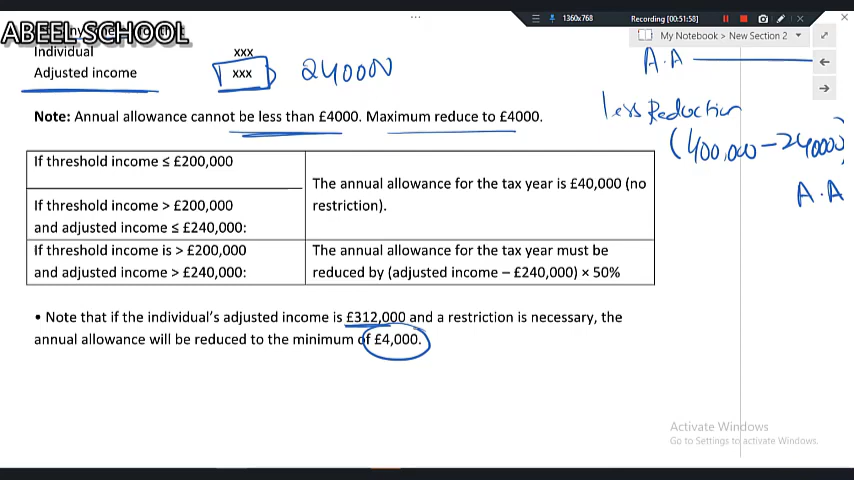 1360x768
Recording [00:51:58]
My Notebook > New Section 2
ABEEL SCHOOL
Individual
xxx
Adjusted income
xxx
240000
Note: Annual allowance cannot be less than £4000. Maximum reduce to £4000.
If threshold income ≤ £200,000
If threshold income > £200,000
and adjusted income ≤ £240,000:
The annual allowance for the tax year is £40,000 (no
restriction).
If threshold income is > £200,000
and adjusted income > £240,000:
The annual allowance for the tax year must be
reduced by (adjusted income – £240,000) × 50%
• Note that if the individual's adjusted income is £312,000 and a restriction is necessary, the
annual allowance will be reduced to the minimum of £4,000.
A.A
less Reduction
(400,000 - 240000)
A.A
Activate Windows
Go to Settings to activate Windows.